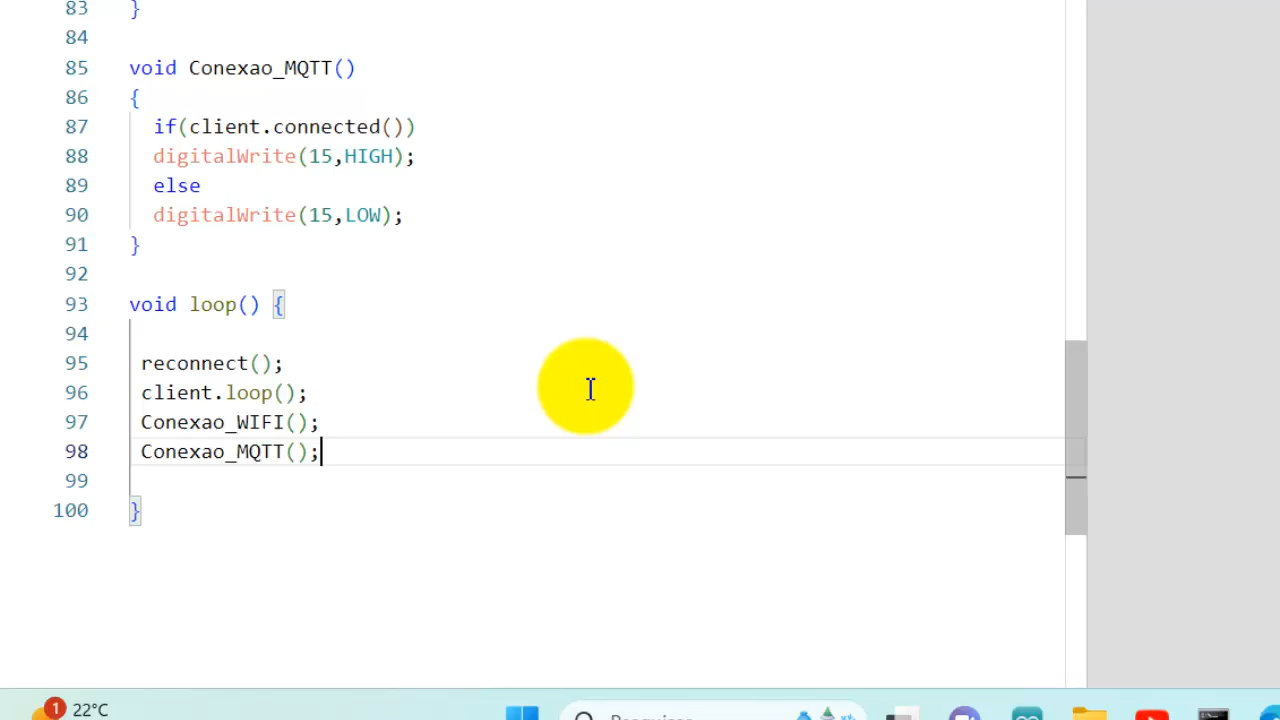 83 }
84
85 void Conexao_MQTT()
86 {
87 if(client.connected())
88 digitalWrite(15,HIGH);
89 else
90 digitalWrite(15,LOW);
91 }
92
93 void loop() {
94
95 reconnect();
96 client.loop();
97 Conexao_WIFI();
98 Conexao_MQTT();
99
100 }
1 22°C